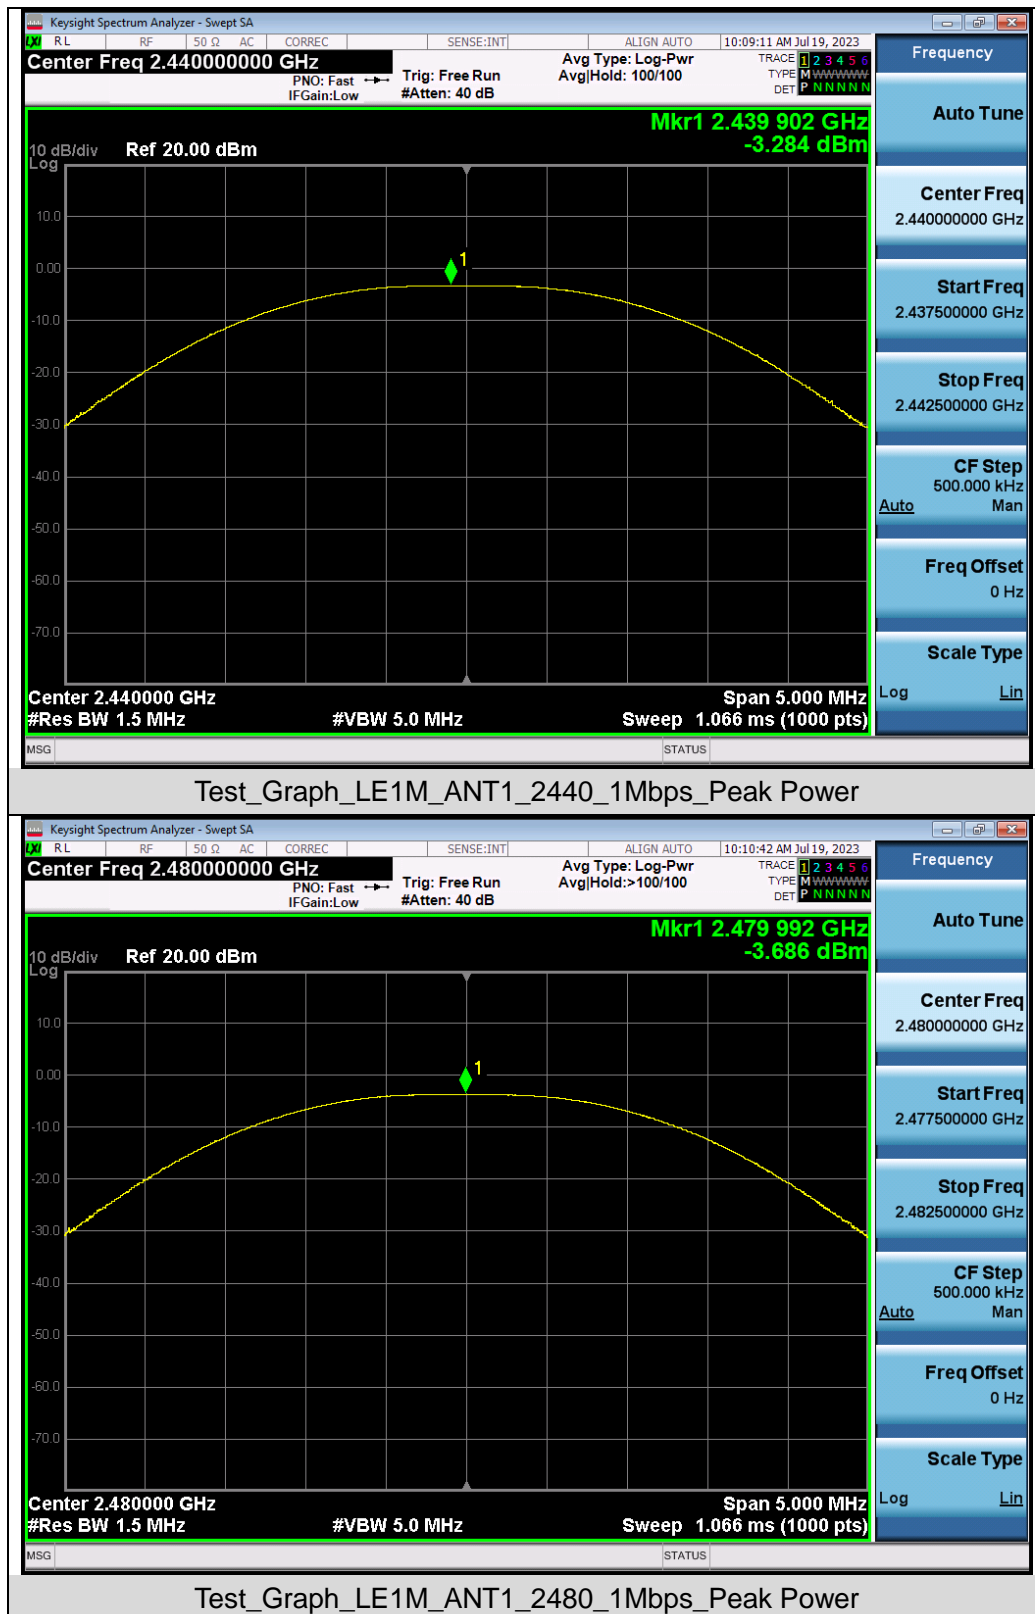 Keysight Spectrum Analyzer - Swept SA
LXI RL RF 50 Ω AC CORREC SENSE:INT ALIGN AUTO 10:09:11 AM Jul 19, 2023
Center Freq 2.440000000 GHz
PNO: Fast
IFGain:Low
Trig: Free Run
#Atten: 40 dB
Avg Type: Log-Pwr
Avg|Hold: 100/100
TRACE 1 2 3 4 5 6
TYPE M WWWWW
DET P N N N N N
Mkr1 2.439 902 GHz
-3.284 dBm
10 dB/div Ref 20.00 dBm
Log
10.0
0.00
-10.0
-20.0
-30.0
-40.0
-50.0
-60.0
-70.0
1
Center 2.440000 GHz Span 5.000 MHz
#Res BW 1.5 MHz #VBW 5.0 MHz Sweep 1.066 ms (1000 pts)
MSG STATUS
Frequency
Auto Tune
Center Freq
2.440000000 GHz
Start Freq
2.437500000 GHz
Stop Freq
2.442500000 GHz
CF Step
500.000 kHz
Auto Man
Freq Offset
0 Hz
Scale Type
Log Lin
Test_Graph_LE1M_ANT1_2440_1Mbps_Peak Power
Keysight Spectrum Analyzer - Swept SA
LXI RL RF 50 Ω AC CORREC SENSE:INT ALIGN AUTO 10:10:42 AM Jul 19, 2023
Center Freq 2.480000000 GHz
PNO: Fast
IFGain:Low
Trig: Free Run
#Atten: 40 dB
Avg Type: Log-Pwr
Avg|Hold:>100/100
TRACE 1 2 3 4 5 6
TYPE M WWWWW
DET P N N N N N
Mkr1 2.479 992 GHz
-3.686 dBm
10 dB/div Ref 20.00 dBm
Log
10.0
0.00
-10.0
-20.0
-30.0
-40.0
-50.0
-60.0
-70.0
1
Center 2.480000 GHz Span 5.000 MHz
#Res BW 1.5 MHz #VBW 5.0 MHz Sweep 1.066 ms (1000 pts)
MSG STATUS
Frequency
Auto Tune
Center Freq
2.480000000 GHz
Start Freq
2.477500000 GHz
Stop Freq
2.482500000 GHz
CF Step
500.000 kHz
Auto Man
Freq Offset
0 Hz
Scale Type
Log Lin
Test_Graph_LE1M_ANT1_2480_1Mbps_Peak Power